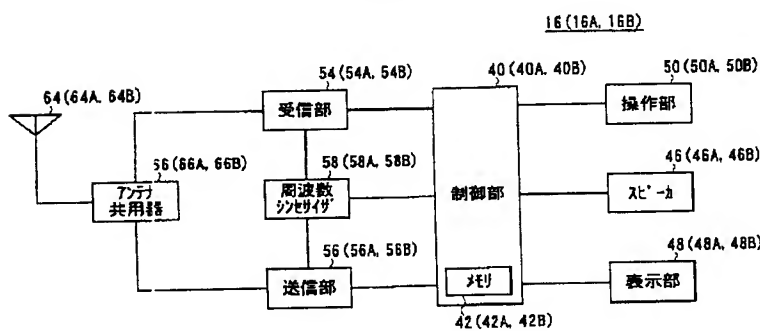 16(16A, 16B)
54(54A, 54B)
40(40A, 40B)
50(50A, 50B)
64(64A, 64B)
受信部
操作部
66(66A, 66B)
58(58A, 58B)
46(46A, 46B)
アンテナ
共用器
周波数
シンセサイザ
制御部
スピーカ
56(56A, 56B)
48(48A, 48B)
送信部
メモリ
表示部
42(42A, 42B)